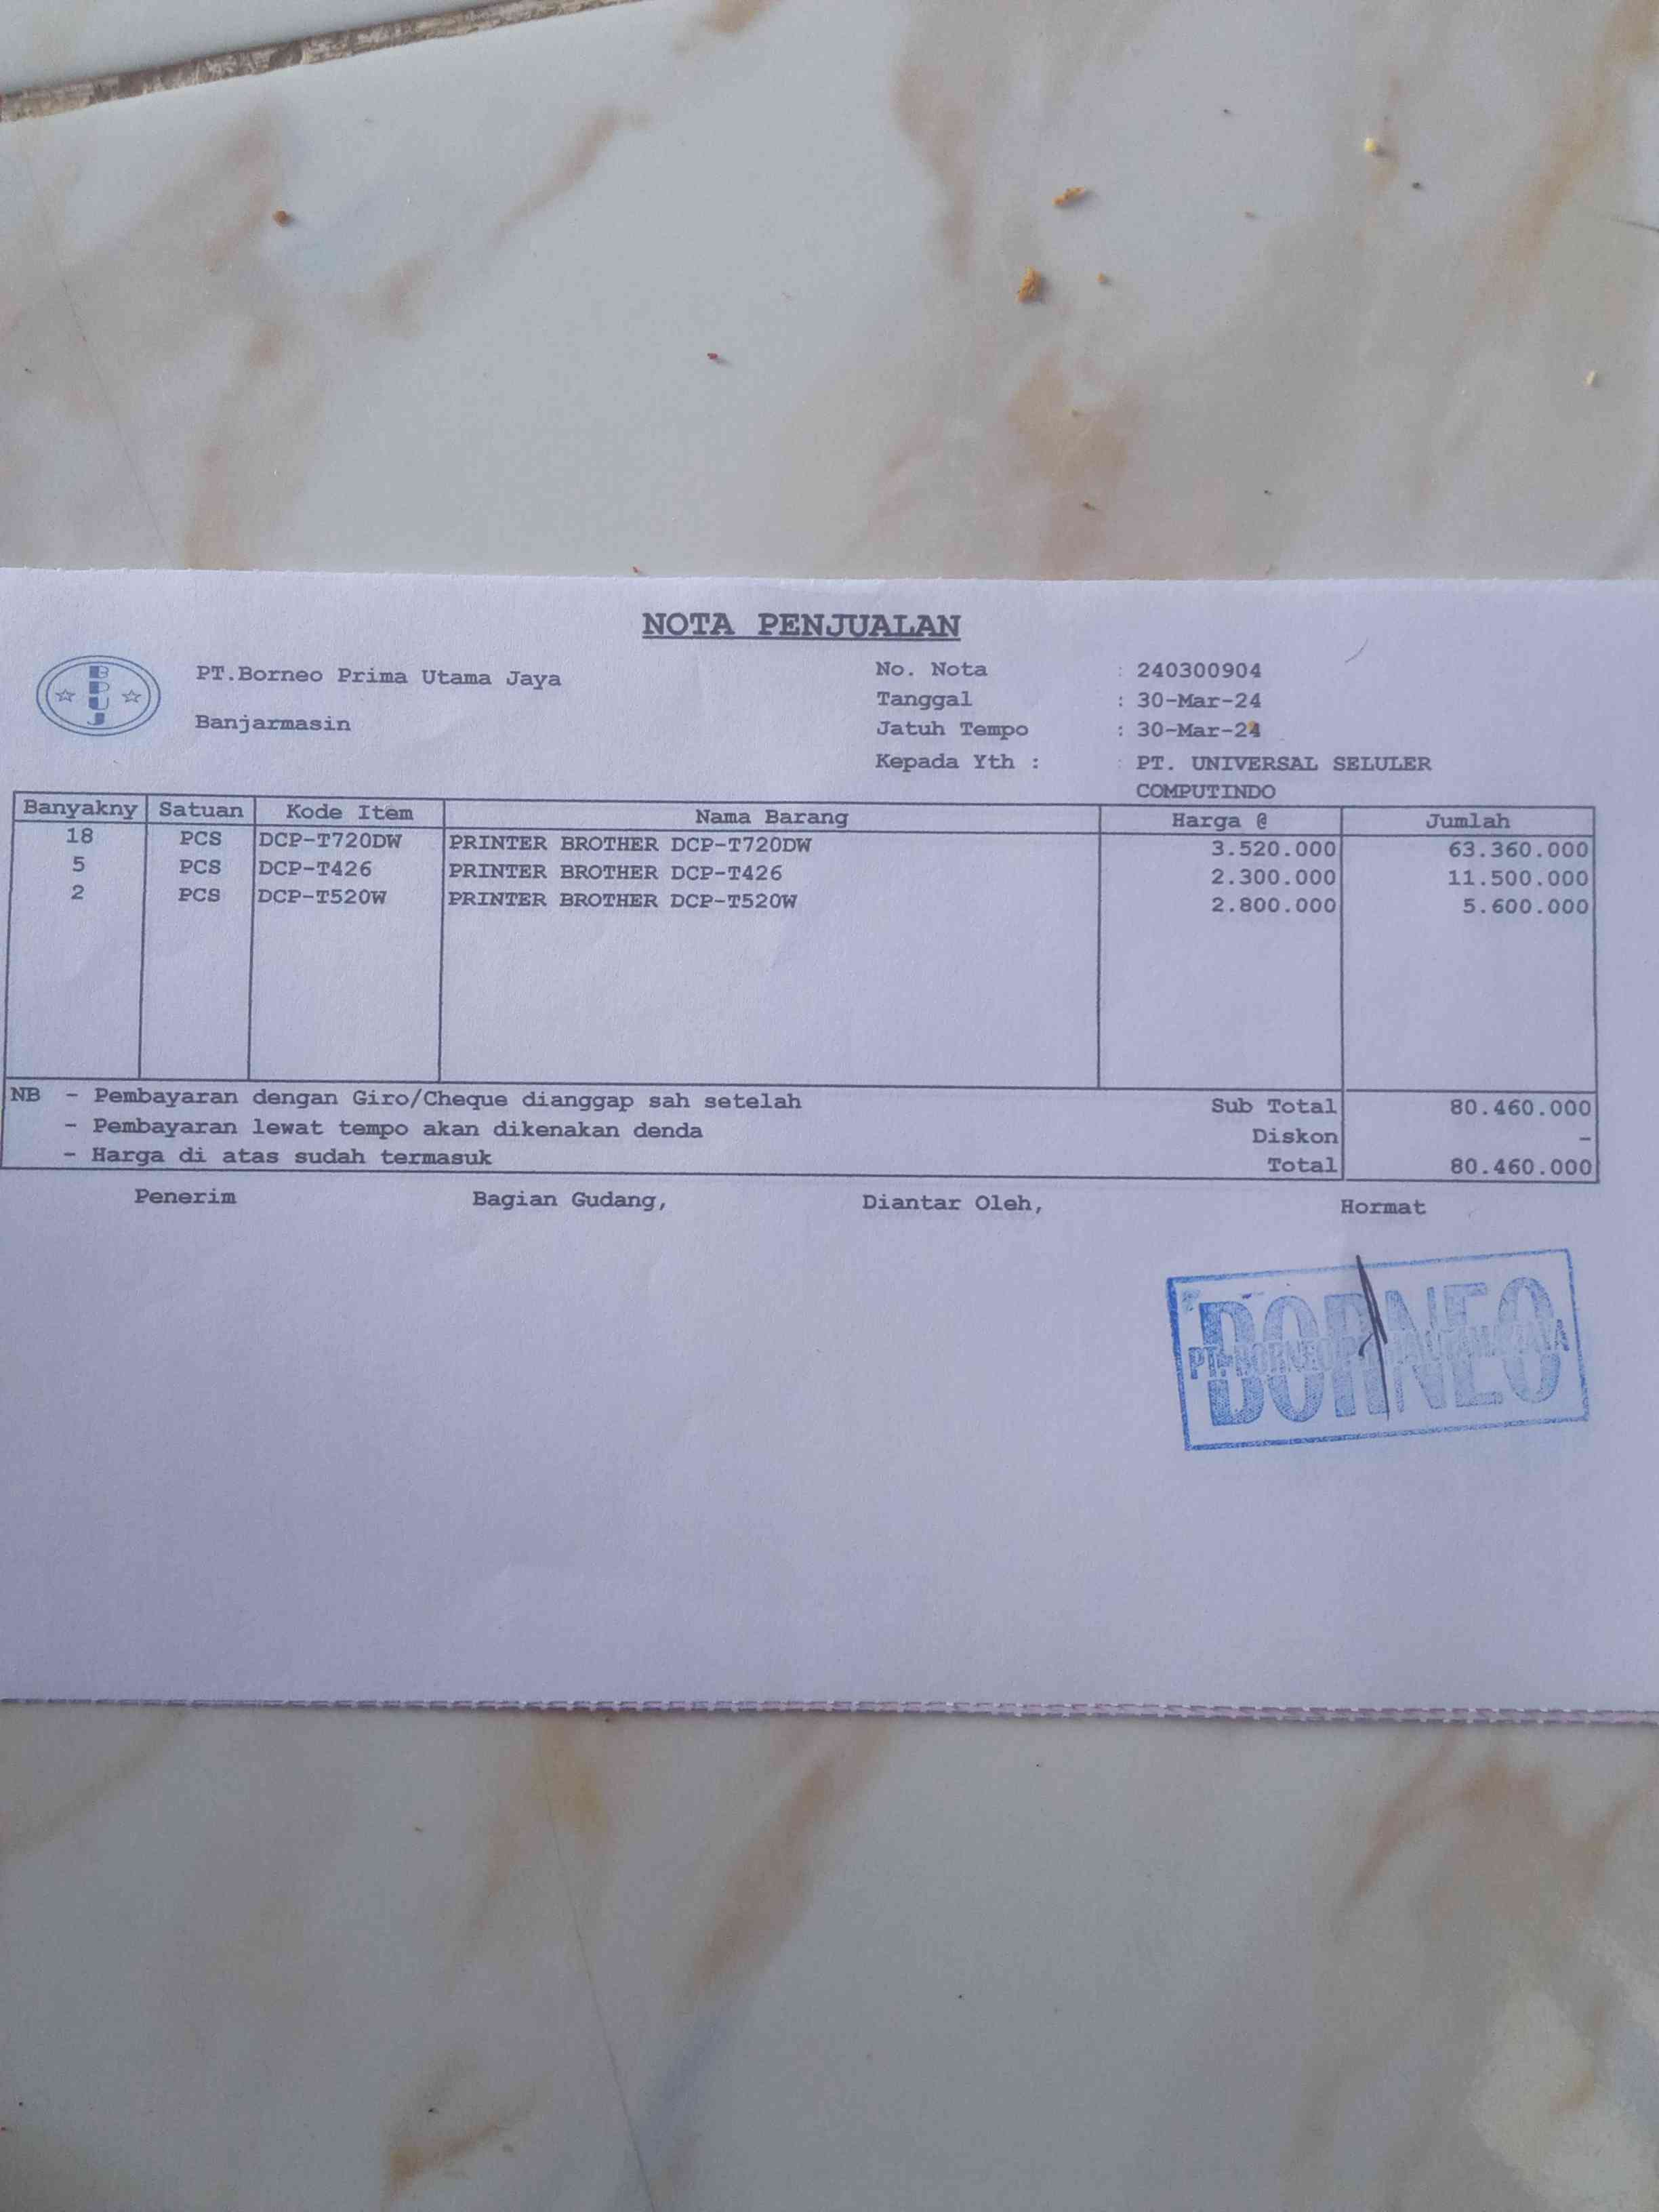 NOTA PENJUALAN
BPUJ
PT.Borneo Prima Utama Jaya
Banjarmasin
No. Nota : 240300904
Tanggal : 30-Mar-24
Jatuh Tempo : 30-Mar-24
Kepada Yth : : PT. UNIVERSAL SELULER
COMPUTINDO
Banyakny Satuan Kode Item Nama Barang Harga @ Jumlah
18 PCS DCP-T720DW PRINTER BROTHER DCP-T720DW 3.520.000 63.360.000
5 PCS DCP-T426 PRINTER BROTHER DCP-T426 2.300.000 11.500.000
2 PCS DCP-T520W PRINTER BROTHER DCP-T520W 2.800.000 5.600.000
NB - Pembayaran dengan Giro/Cheque dianggap sah setelah Sub Total 80.460.000
- Pembayaran lewat tempo akan dikenakan denda Diskon -
- Harga di atas sudah termasuk Total 80.460.000
Penerim Bagian Gudang, Diantar Oleh, Hormat
BORNEO
PT. BORNEO